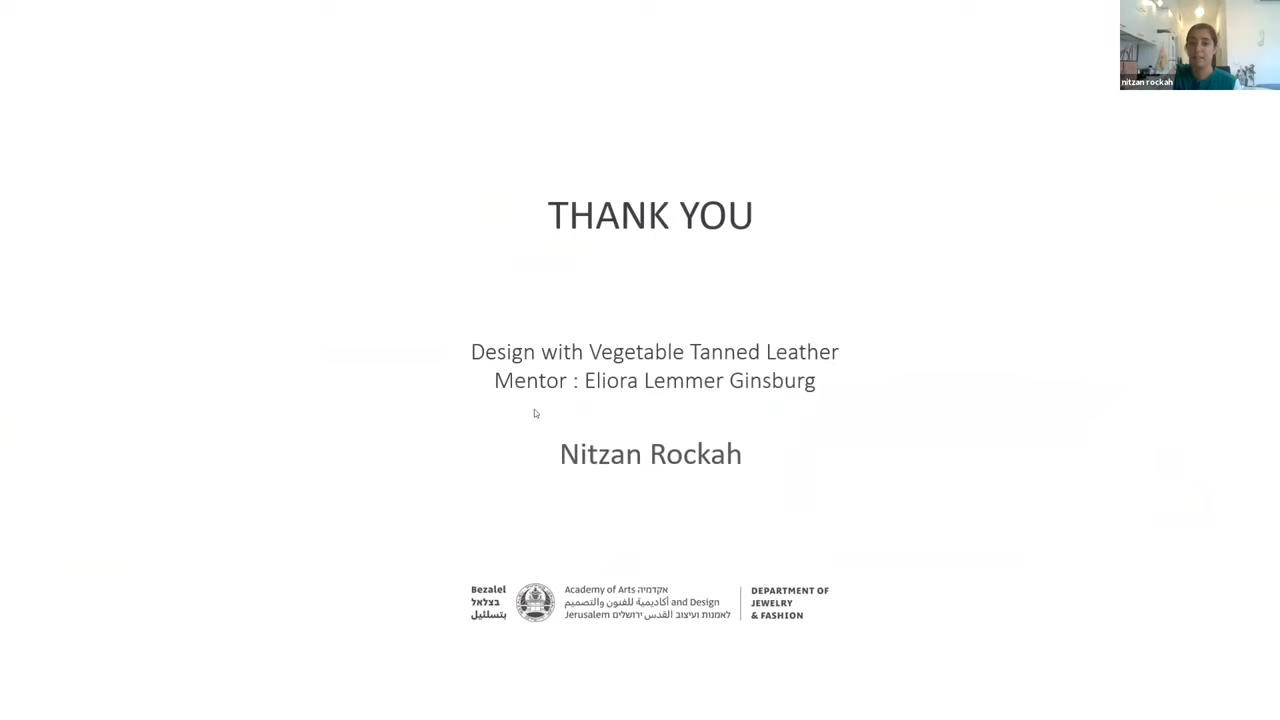 nitzan rockah
THANK YOU
Design with Vegetable Tanned Leather
Mentor : Eliora Lemmer Ginsburg
Nitzan Rockah
Bezalel
בצלאל
بتسلئيل
Academy of Arts אקדמיה
أكاديمية للفنون والتصميم and Design
Jerusalem לאמנות ועיצוב القدس ירושלים
DEPARTMENT OF
JEWELRY
& FASHION